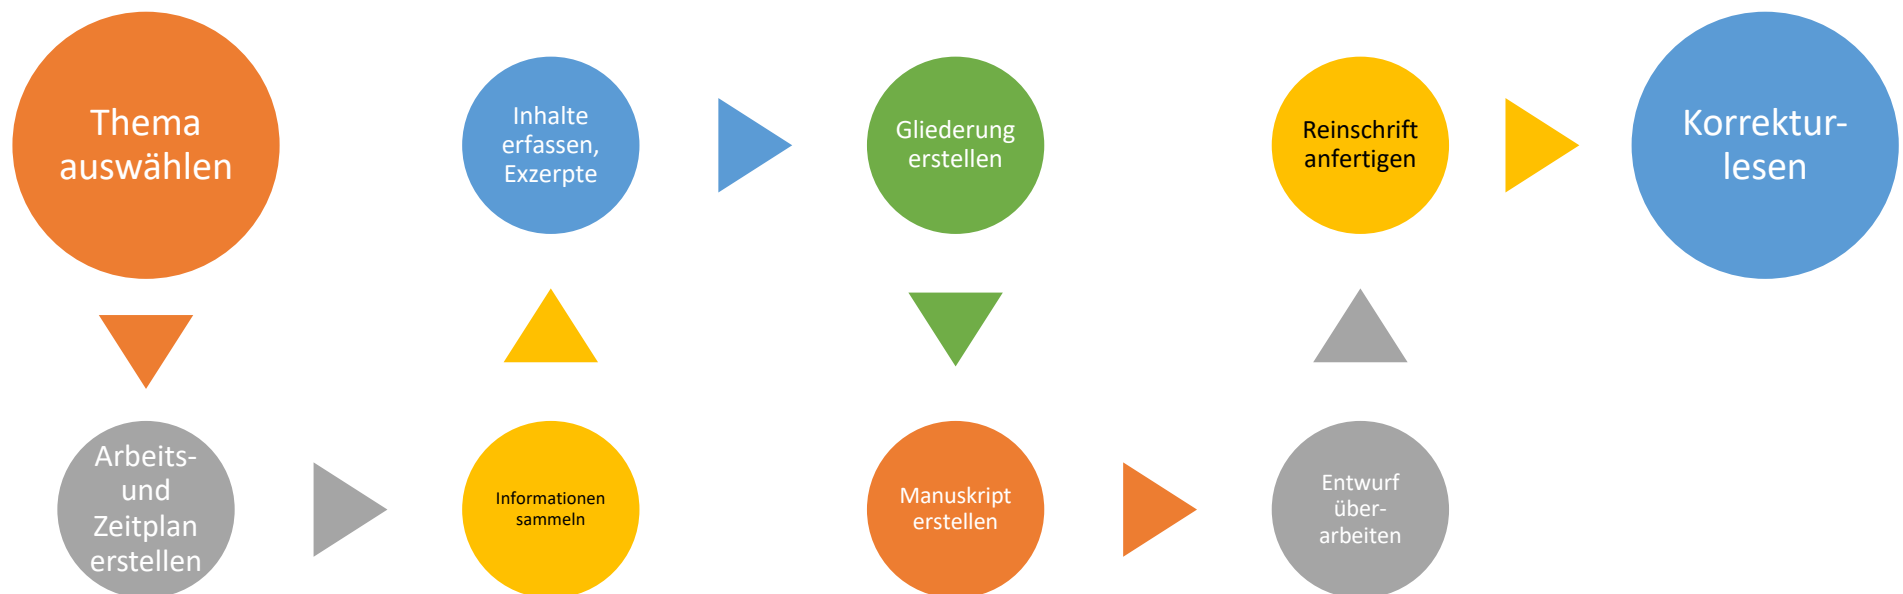 Thema
auswählen
Arbeits-
und
Zeitplan
erstellen
Informationen
sammeln
Inhalte
erfassen,
Exzerpte
Gliederung
erstellen
Manuskript
erstellen
Entwurf
über-
arbeiten
Reinschrift
anfertigen
Korrektur-
lesen